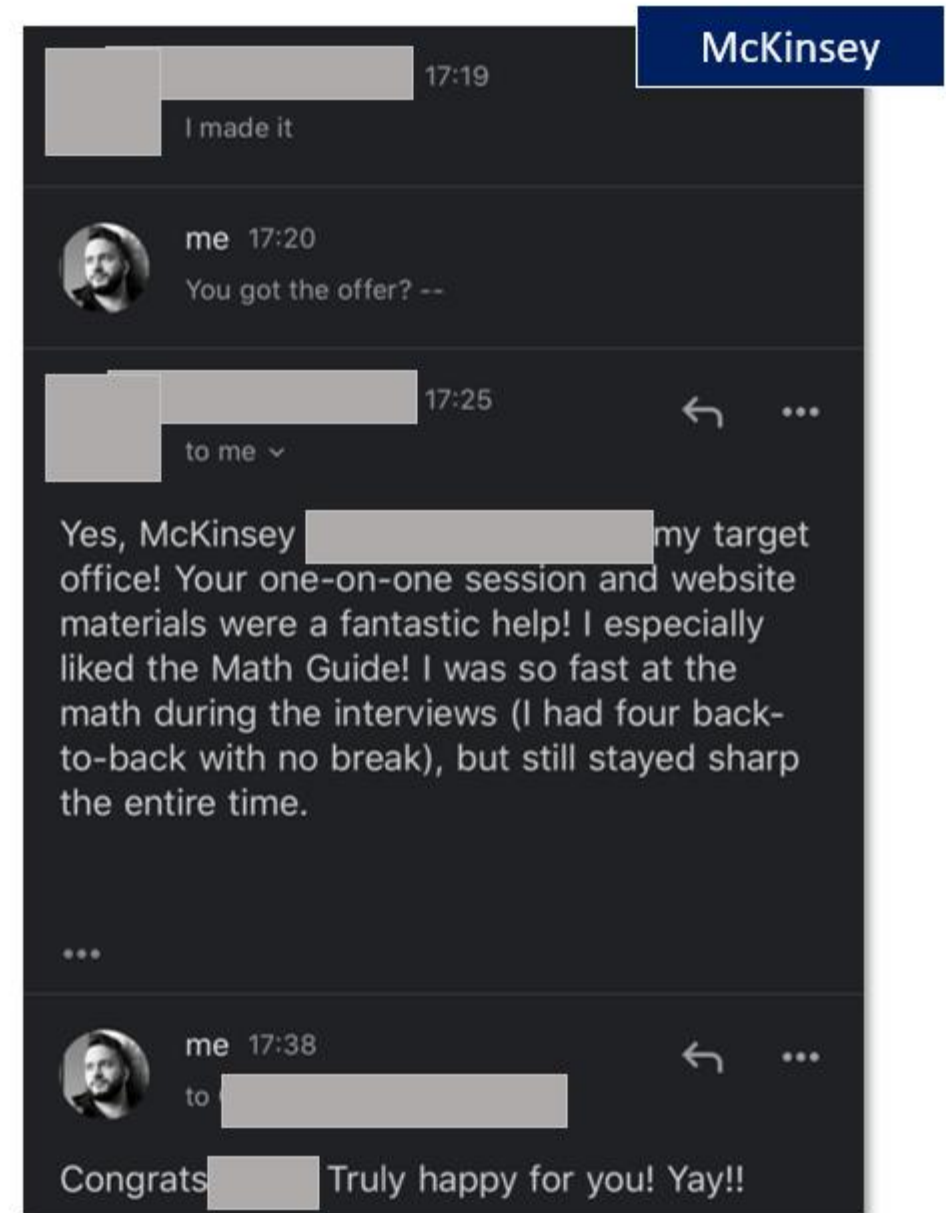 McKinsey
17:19
I made it
me 17:20
You got the offer? --
17:25
to me
Yes, McKinsey my target
office! Your one-on-one session and website
materials were a fantastic help! I especially
liked the Math Guide! I was so fast at the
math during the interviews (I had four back-
to-back with no break), but still stayed sharp
the entire time.
•••
me 17:38
to
Congrats Truly happy for you! Yay!!